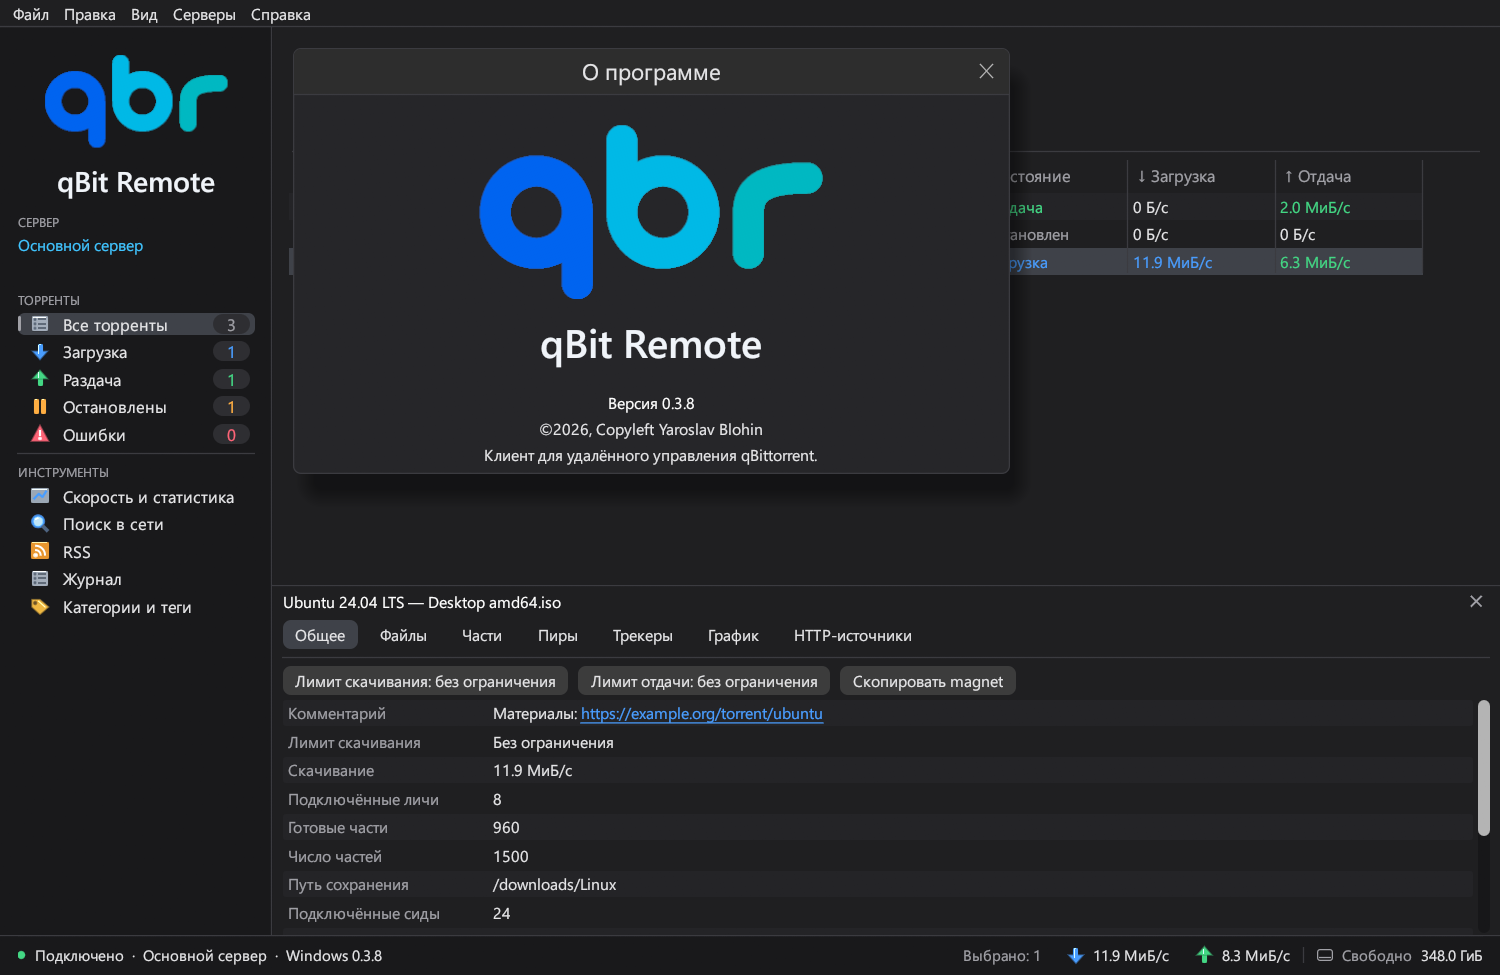 Файл Правка Вид Серверы Справка
qbr
qBit Remote
СЕРВЕР
Основной сервер
ТОРРЕНТЫ
Все торренты 3
Загрузка 1
Раздача 1
Остановлены 1
Ошибки 0
ИНСТРУМЕНТЫ
Скорость и статистика
Поиск в сети
RSS
Журнал
Категории и теги
О программе
qbr
qBit Remote
Версия 0.3.8
©2026, Copyleft Yaroslav Blohin
Клиент для удалённого управления qBittorrent.
стояние ↓ Загрузка ↑ Отдача
дача 0 Б/с 2.0 МиБ/с
ановлен 0 Б/с 0 Б/с
рузка 11.9 МиБ/с 6.3 МиБ/с
Ubuntu 24.04 LTS — Desktop amd64.iso
Общее Файлы Части Пиры Трекеры График HTTP-источники
Лимит скачивания: без ограничения Лимит отдачи: без ограничения Скопировать magnet
Комментарий Материалы: https://example.org/torrent/ubuntu
Лимит скачивания Без ограничения
Скачивание 11.9 МиБ/с
Подключённые личи 8
Готовые части 960
Число частей 1500
Путь сохранения /downloads/Linux
Подключённые сиды 24
Подключено · Основной сервер · Windows 0.3.8 Выбрано: 1 11.9 МиБ/с 8.3 МиБ/с Свободно 348.0 ГиБ